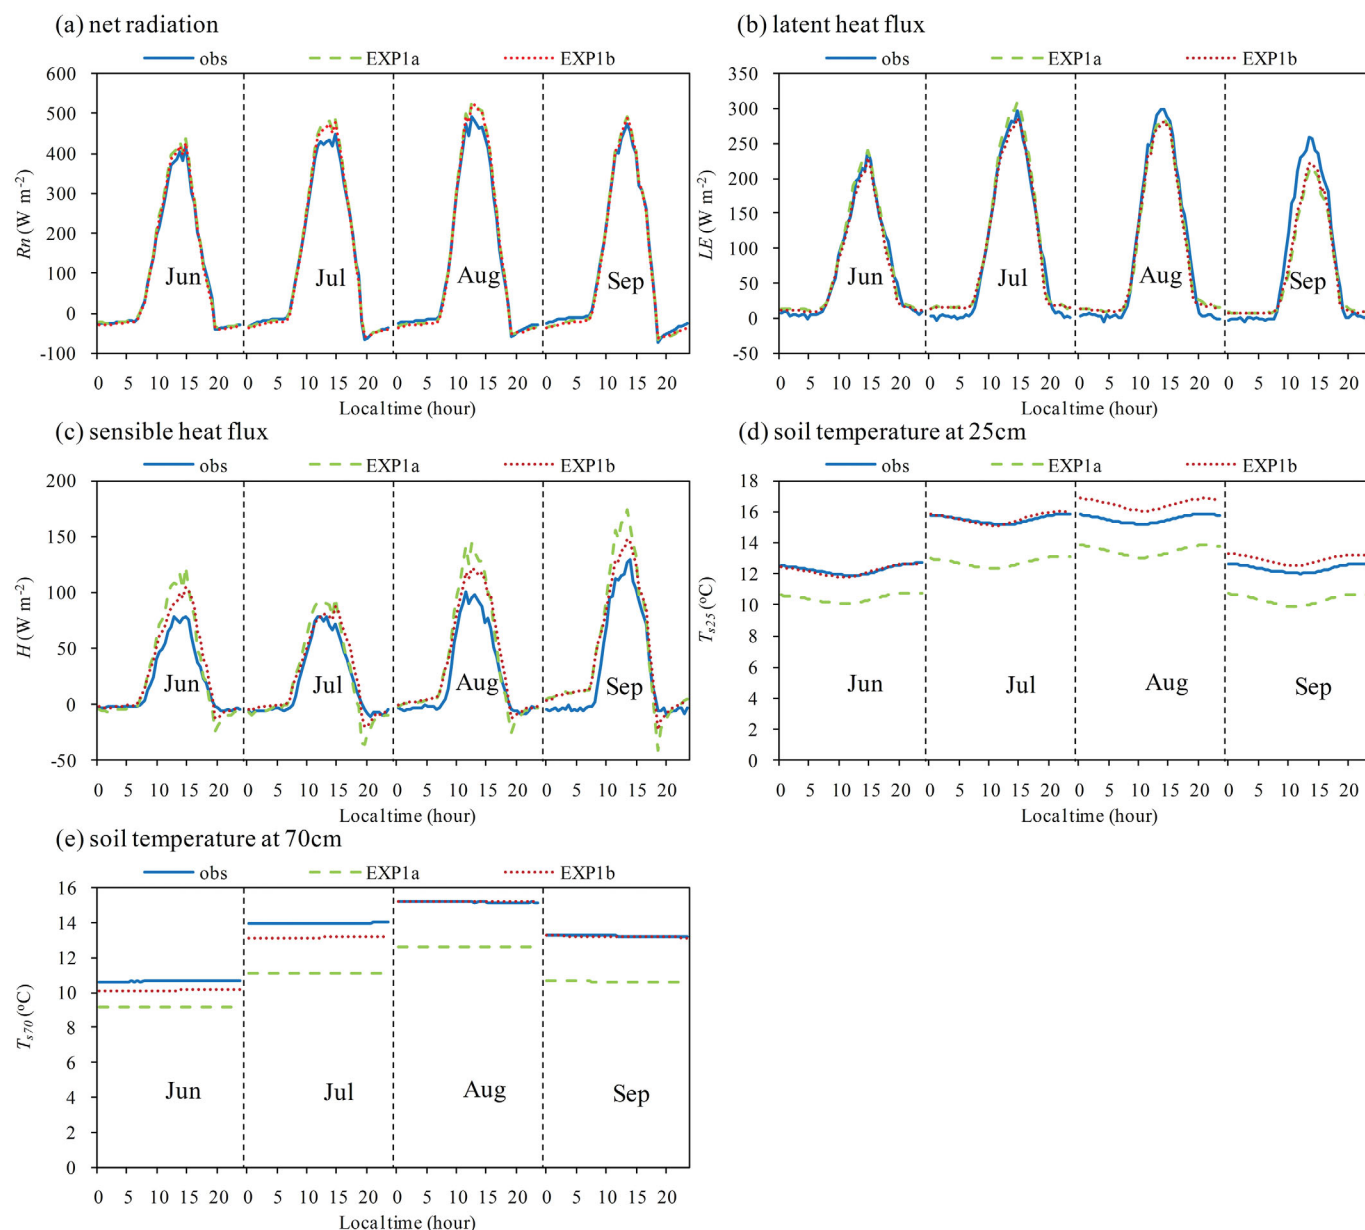 (a) net radiation
obs EXP1a EXP1b
600
500
400
300
200
100
0
-100
Rn (W m-2)
Jun Jul Aug Sep
0 5 10 15 20 0 5 10 15 20 0 5 10 15 20 0 5 10 15 20
Local time (hour)
(b) latent heat flux
obs EXP1a EXP1b
350
300
250
200
150
100
50
0
-50
LE (W m-2)
Jun Jul Aug Sep
0 5 10 15 20 0 5 10 15 20 0 5 10 15 20 0 5 10 15 20
Local time (hour)
(c) sensible heat flux
obs EXP1a EXP1b
200
150
100
50
0
-50
H (W m-2)
Jun Jul Aug Sep
0 5 10 15 20 0 5 10 15 20 0 5 10 15 20 0 5 10 15 20
Local time (hour)
(d) soil temperature at 25cm
obs EXP1a EXP1b
18
16
14
12
10
8
6
4
2
0
Ts25 (oC)
Jun Jul Aug Sep
0 5 10 15 20 0 5 10 15 20 0 5 10 15 20 0 5 10 15 20
Local time (hour)
(e) soil temperature at 70cm
obs EXP1a EXP1b
16
14
12
10
8
6
4
2
0
Ts70 (oC)
Jun Jul Aug Sep
0 5 10 15 20 0 5 10 15 20 0 5 10 15 20 0 5 10 15 20
Local time (hour)